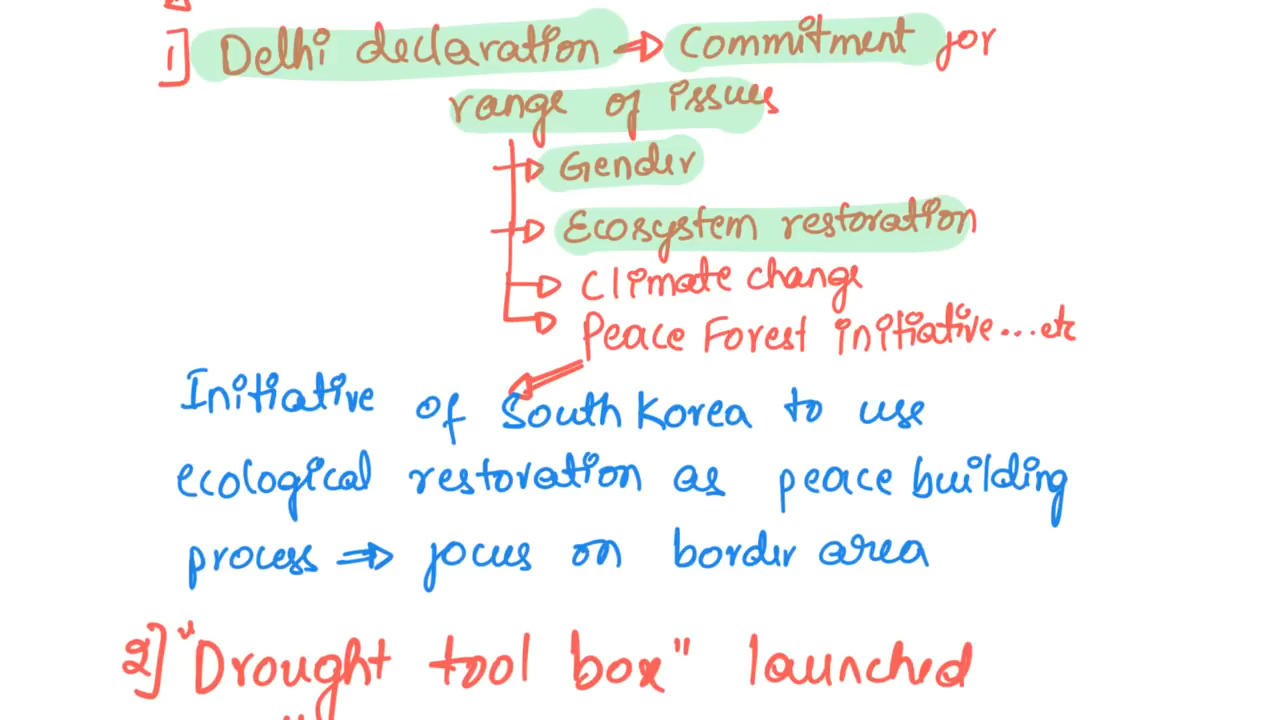 1] Delhi declaration ⇒ Commitment for
range of issues
→ Gender
→ Ecosystem restoration
→ Climate change
→ Peace Forest initiative...etc
Initiative of South Korea to use
ecological restoration as peace building
process ⇒ focus on border area
2] "Drought tool box" launched